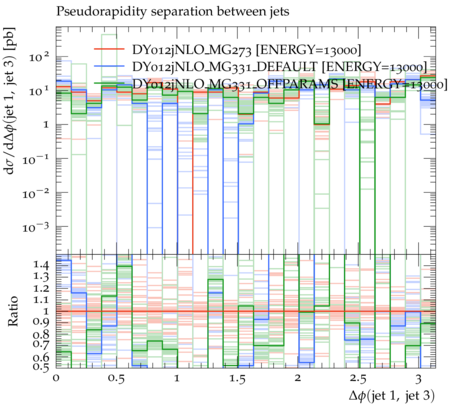 Pseudorapidity separation between jets
dσ/dΔϕ(jet 1, jet 3) [pb]
DY012jNLO_MG273 [ENERGY=13000]
DY012jNLO_MG331_DEFAULT [ENERGY=13000]
DY012jNLO_MG331_OFFPARAMS [ENERGY=13000]
10²
10¹
1
10⁻¹
10⁻²
10⁻³
Ratio
1.4
1.3
1.2
1.1
1
0.9
0.8
0.7
0.6
0.5
0 0.5 1 1.5 2 2.5 3
Δϕ(jet 1, jet 3)